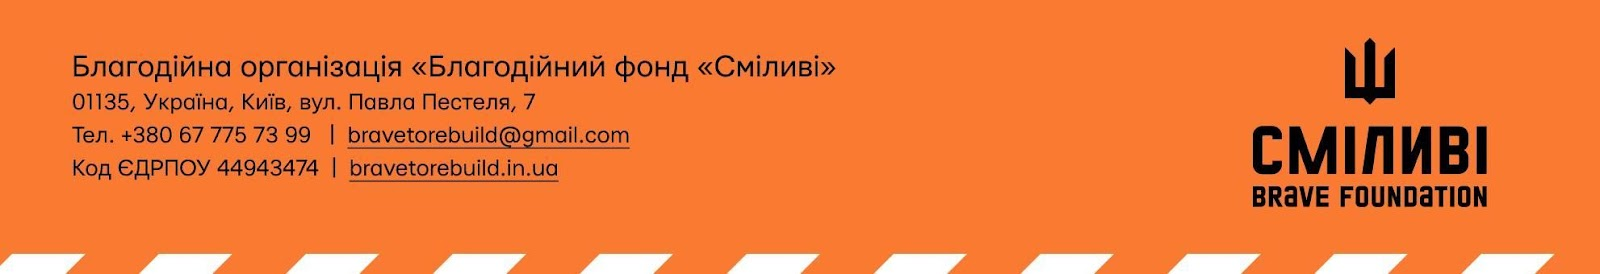 Благодійна організація «Благодійний фонд «Сміливі»
01135, Україна, Київ, вул. Павла Пестеля, 7
Тел. +380 67 775 73 99 | bravetorebuild@gmail.com
Код ЄДРПОУ 44943474 | bravetorebuild.in.ua
СМІЛИВІ
BRAVE FOUNDATION